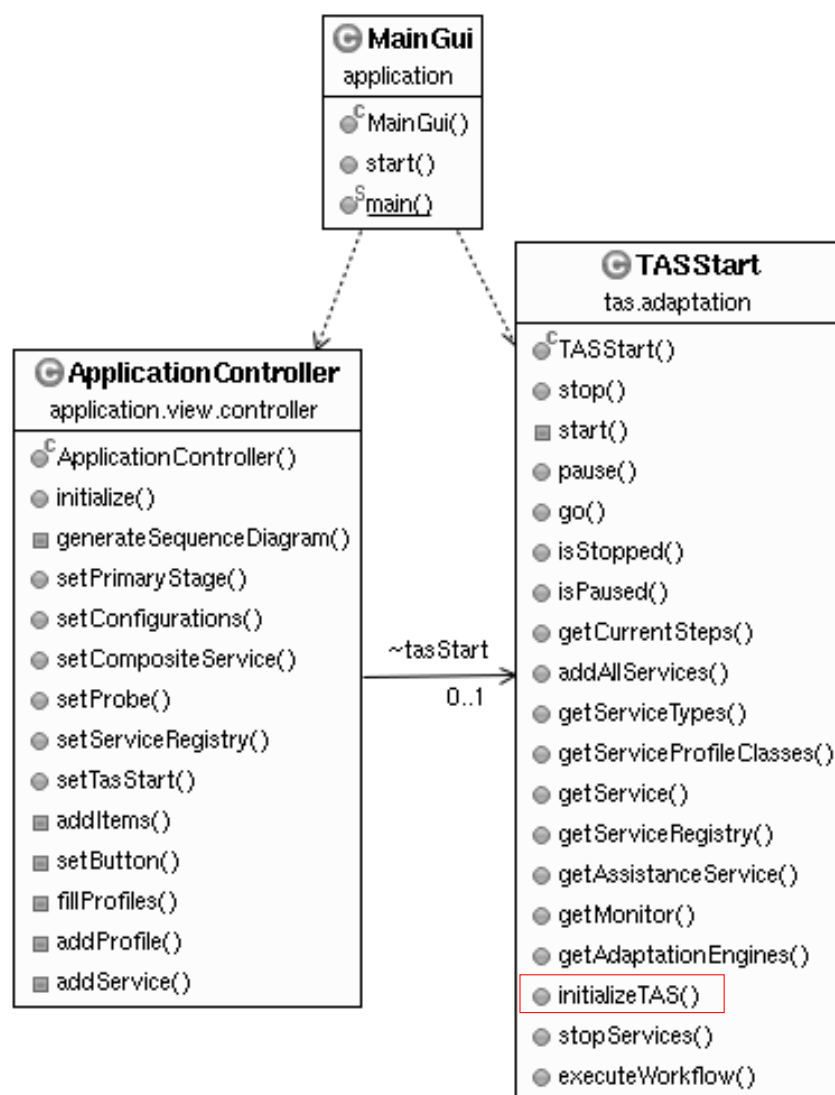 C MainGui
application
C MainGui()
start()
S main()
C TASStart
tas.adaptation
C TASStart()
stop()
start()
pause()
go()
isStopped()
isPaused()
getCurrentSteps()
addAllServices()
getServiceTypes()
getServiceProfileClasses()
getService()
getServiceRegistry()
getAssistanceService()
getMonitor()
getAdaptationEngines()
initializeTAS()
stopServices()
executeWorkflow()
C ApplicationController
application.view.controller
C ApplicationController()
initialize()
generateSequenceDiagram()
setPrimaryStage()
setConfigurations()
setCompositeService()
setProbe()
setServiceRegistry()
setTasStart()
addItems()
setButton()
fillProfiles()
addProfile()
addService()
~tasStart
0..1